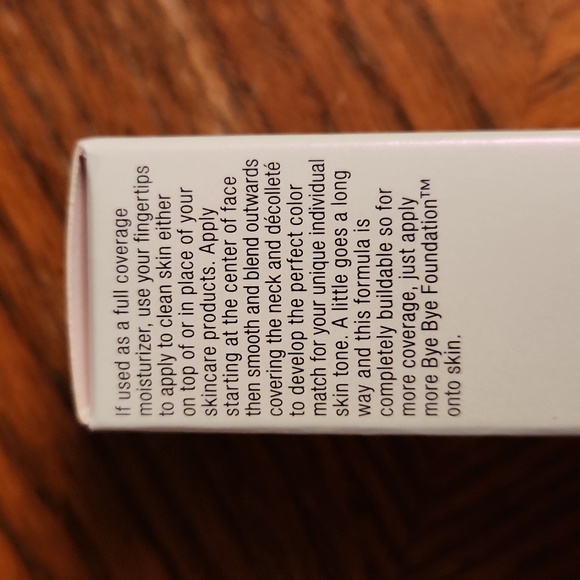 If used as a full coverage
moisturizer, use your fingertips
to apply to clean skin either
on top of or in place of your
skincare products. Apply
starting at the center of face
then smooth and blend outwards
covering the neck and décolleté
to develop the perfect color
match for your unique individual
skin tone. A little goes a long
way and this formula is
completely buildable so for
more coverage, just apply
more Bye Bye Foundation™
onto skin.